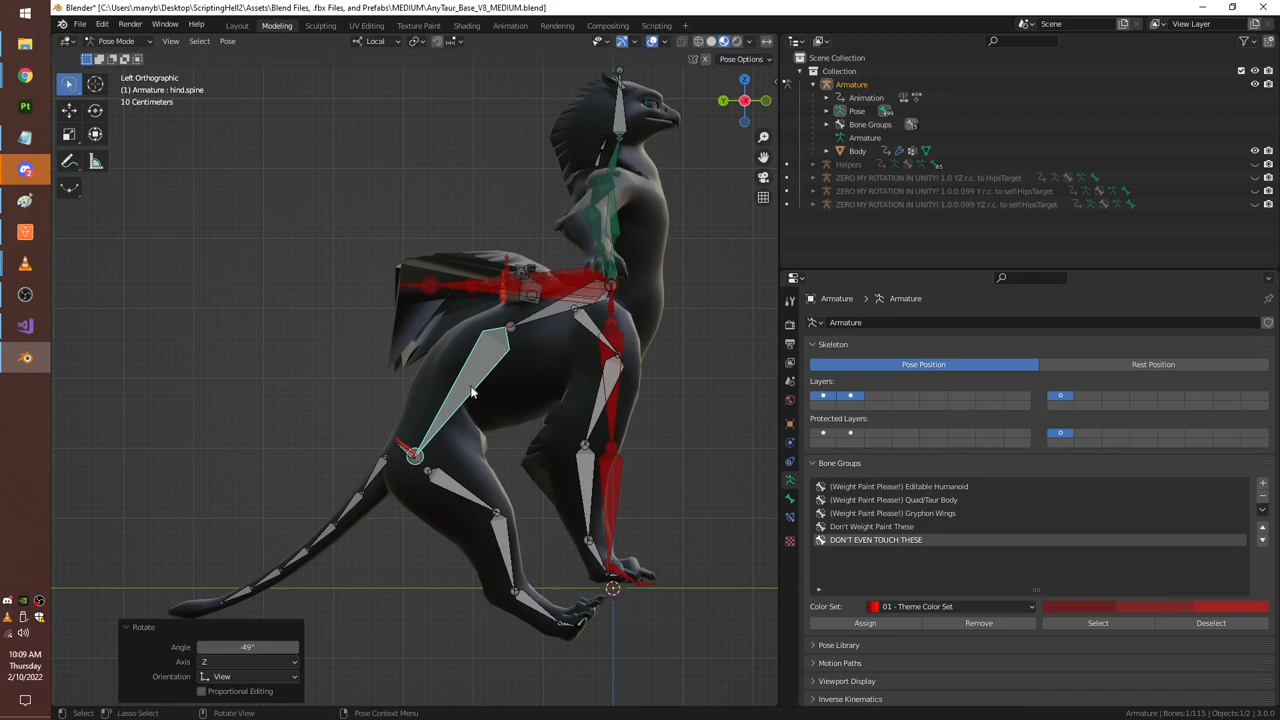 Blender* [C:\Users\manyb\Desktop\ScriptingHell2\Assets\Blend Files, .fbx Files, and Prefabs\MEDIUM\AnyTaur_Base_V8_MEDIUM.blend]
File Edit Render Window Help Layout Modeling Sculpting UV Editing Texture Paint Shading Animation Rendering Compositing Scripting Scene View Layer
Pose Mode View Select Pose Local
X Pose Options
Left Orthographic
(1) Armature : hind.spine
10 Centimeters
Z
Y
X
Scene Collection
Collection
Armature
Animation
Pose
Bone Groups
5
Armature
Body
Helpers
65
ZERO MY ROTATION IN UNITY! 1.0 YZ r.c. to HipsTarget
ZERO MY ROTATION IN UNITY! 1.0:0.099 Y r.c. to self:HipsTarget
ZERO MY ROTATION IN UNITY! 1.0:0.099 YZ r.c. to self:HipsTarget
Armature Armature
Armature
Skeleton
Pose Position Rest Position
Layers:
Protected Layers:
Bone Groups
(Weight Paint Please!) Editable Humanoid
(Weight Paint Please!) Quad/Taur Body
(Weight Paint Please!) Gryphon Wings
Don't Weight Paint These
DON'T EVEN TOUCH THESE
Color Set: 01 - Theme Color Set
Assign Remove Select Deselect
Pose Library
Motion Paths
Viewport Display
Inverse Kinematics
Rotate
Angle -49°
Axis Z
Orientation View
Proportional Editing
10:09 AM
Thursday
2/10/2022
Select Lasso Select Rotate View Pose Context Menu Armature | Bones:1/115 | Objects:1/2 | 3.0.0